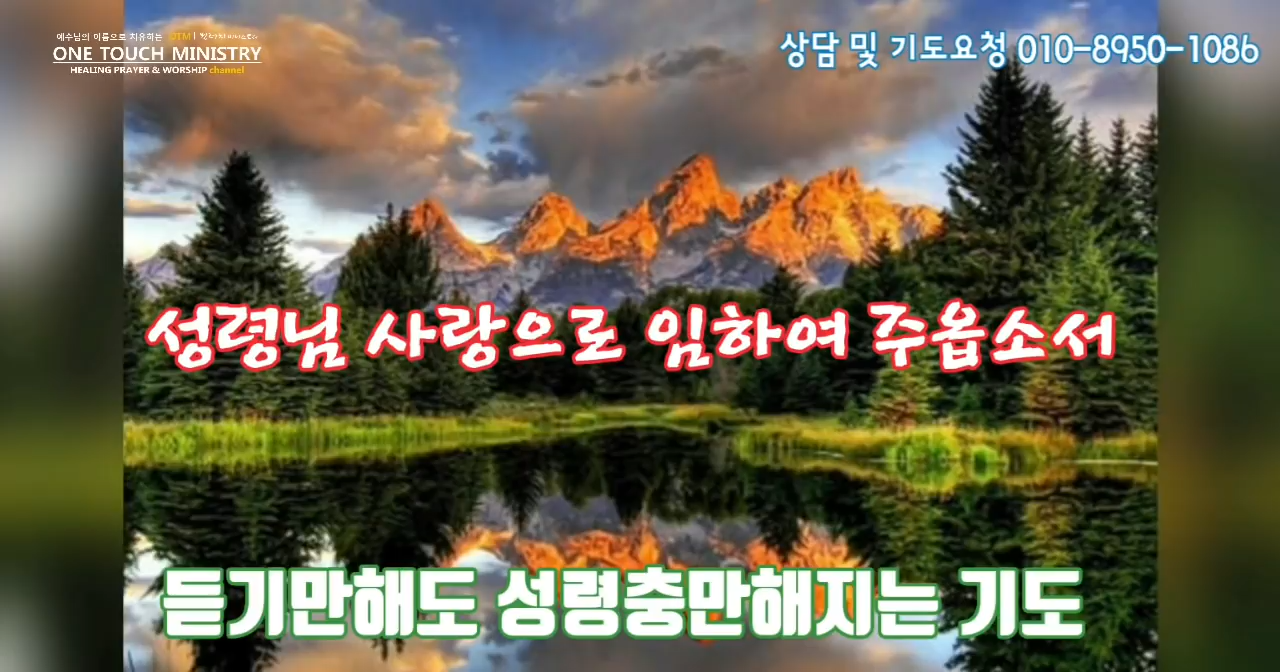 예수님의 이름으로 치유하는 OTM |
ONE TOUCH MINISTRY
HEALING PRAYER & WORSHIP channel
상담 및 기도요청 010-8950-1086
성령님 사랑으로 임하여 주옵소서
듣기만해도 성령충만해지는 기도